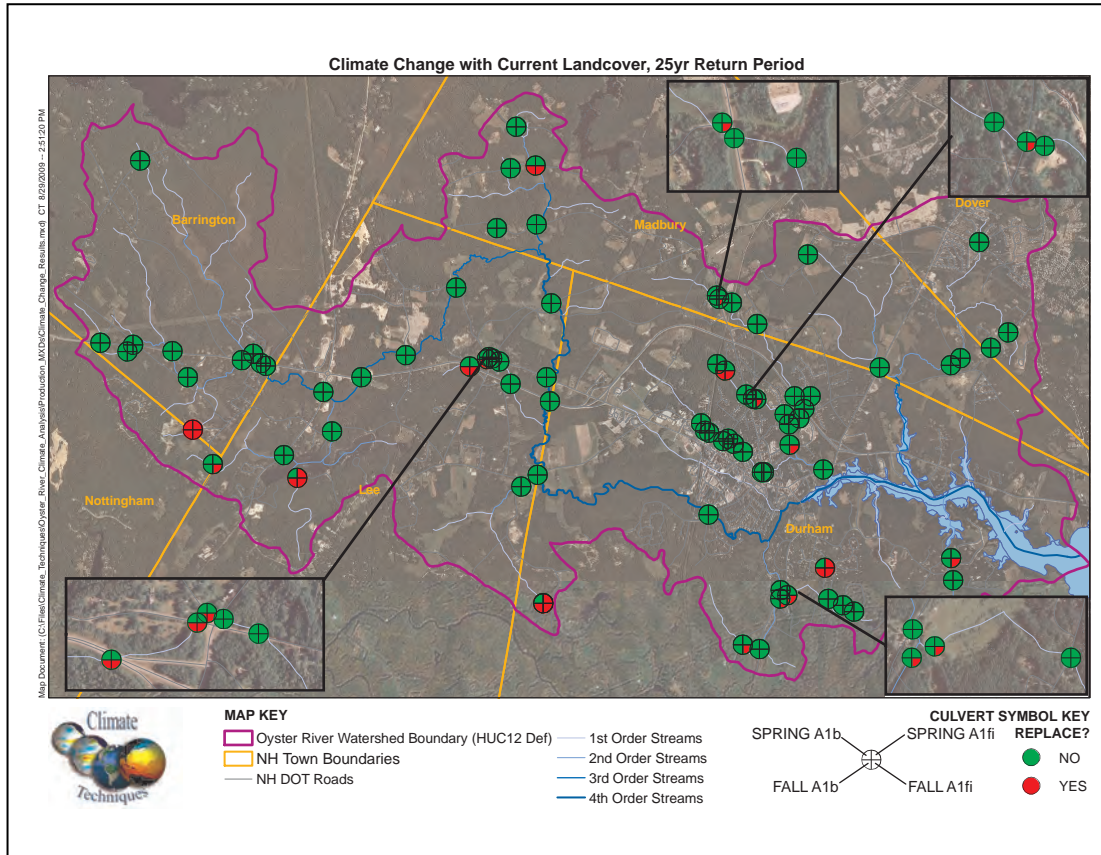 Climate Change with Current Landcover, 25yr Return Period
Map Document: (C:\Files\Climate_Techniques\Oyster_River_Climate_Analysis\Production_MXDs\Climate_Change_Results.mxd) CT 8/29/2009 -- 2:51:20 PM
Barrington
Madbury
Dover
Nottingham
Lee
Durham
Climate
Techniques
MAP KEY
Oyster River Watershed Boundary (HUC12 Def)
NH Town Boundaries
NH DOT Roads
1st Order Streams
2nd Order Streams
3rd Order Streams
4th Order Streams
CULVERT SYMBOL KEY
REPLACE?
SPRING A1b
SPRING A1fi
FALL A1b
FALL A1fi
NO
YES